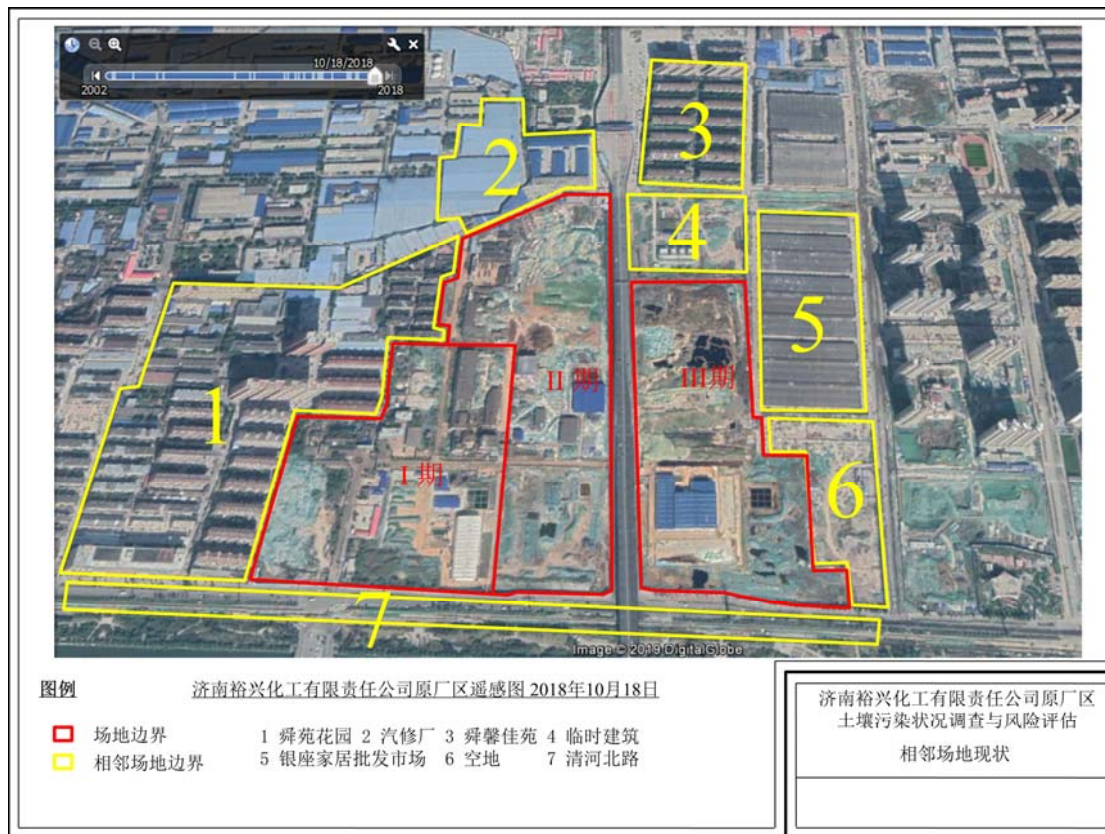 10/18/2018
2002
2018
3
2
4
5
II 期
III期
1
6
I 期
7
Image © 2019 DigitalGlobe
图例
济南裕兴化工有限责任公司原厂区遥感图 2018年10月18日
场地边界
相邻场地边界
1 舜苑花园 2 汽修厂 3 舜馨佳苑 4 临时建筑
5 银座家居批发市场 6 空地 7 清河北路
济南裕兴化工有限责任公司原厂区
土壤污染状况调查与风险评估
相邻场地现状